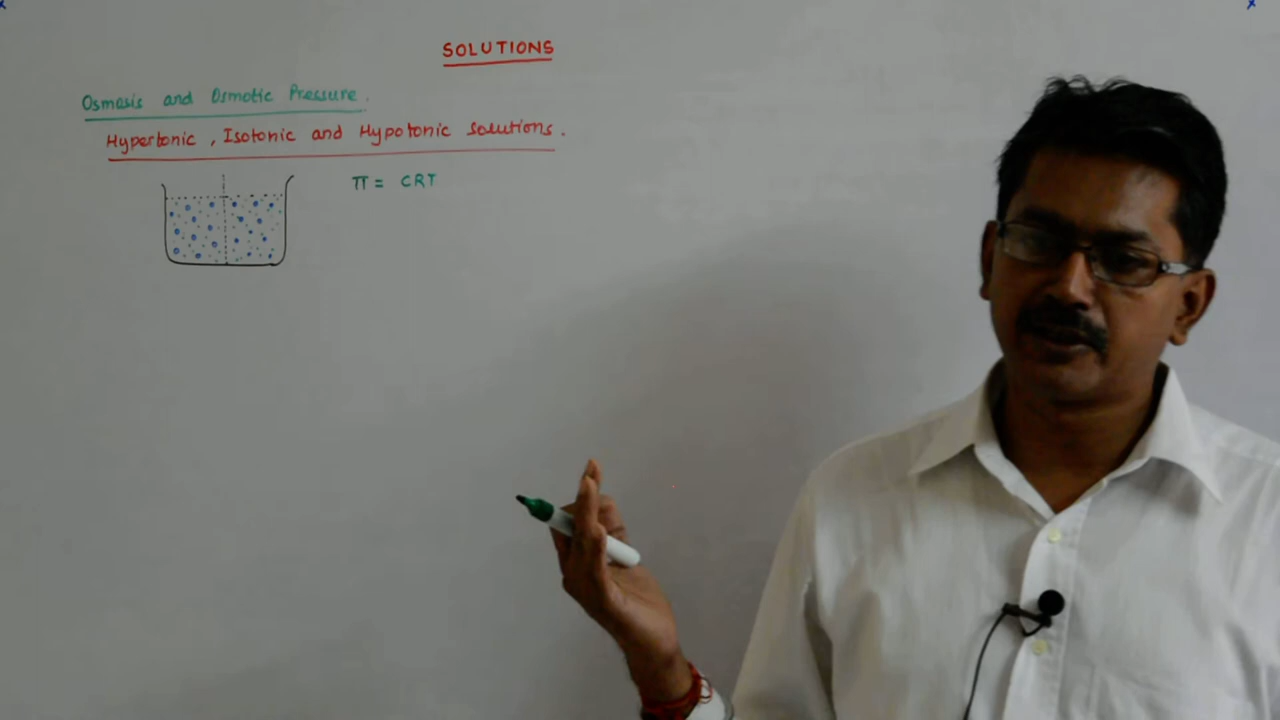 SOLUTIONS
Osmosis and Osmotic Pressure.
Hypertonic, Isotonic and Hypotonic solutions.
π = CRT